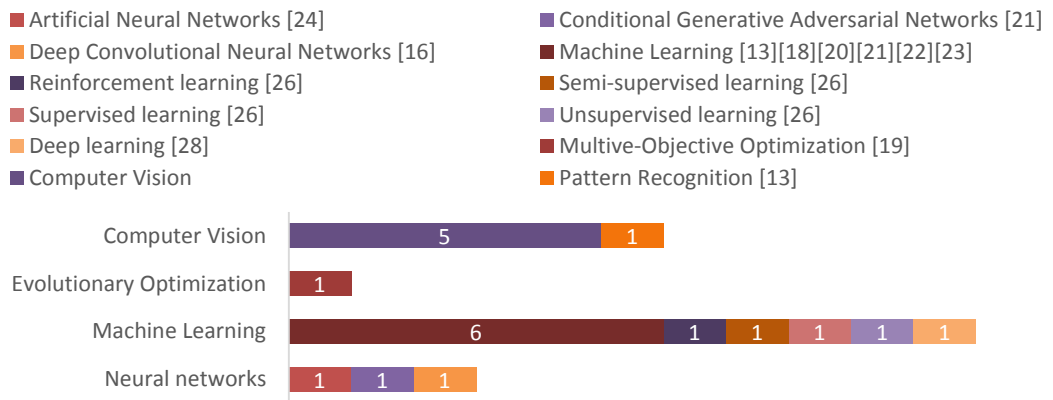 Artificial Neural Networks [24]
Conditional Generative Adversarial Networks [21]
Deep Convolutional Neural Networks [16]
Machine Learning [13][18][20][21][22][23]
Reinforcement learning [26]
Semi-supervised learning [26]
Supervised learning [26]
Unsupervised learning [26]
Deep learning [28]
Multive-Objective Optimization [19]
Computer Vision
Pattern Recognition [13]
Computer Vision 5 1
Evolutionary Optimization 1
Machine Learning 6 1 1 1 1 1
Neural networks 1 1 1